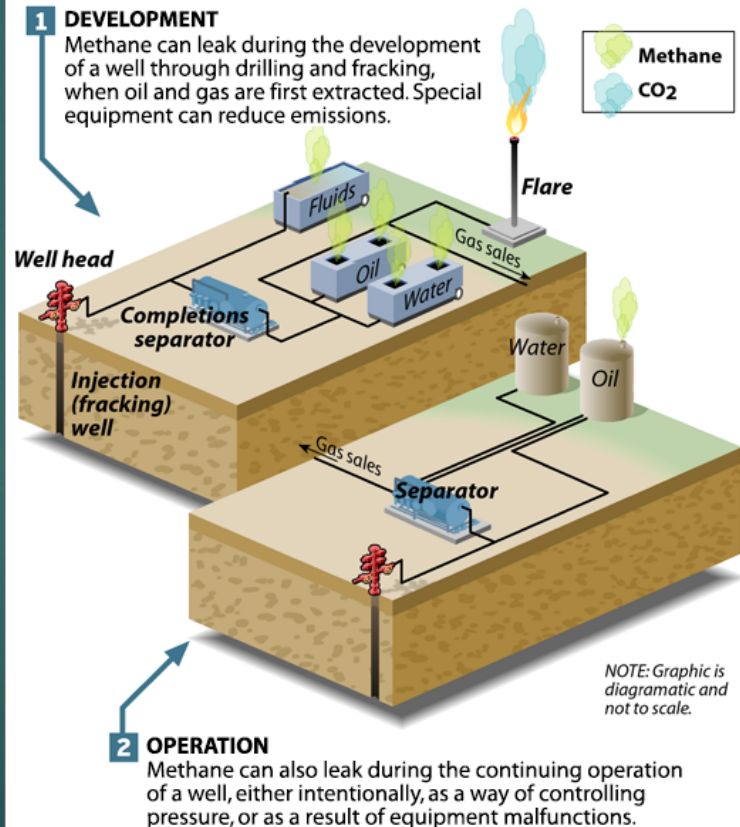 1 DEVELOPMENT
Methane can leak during the development
of a well through drilling and fracking,
when oil and gas are first extracted. Special
equipment can reduce emissions.
Methane
CO2
Flare
Fluids
Gas sales
Oil
Water
Well head
Completions
separator
Injection
(fracking)
well
Water
Oil
Gas sales
Separator
NOTE: Graphic is
diagramatic and
not to scale.
2 OPERATION
Methane can also leak during the continuing operation
of a well, either intentionally, as a way of controlling
pressure, or as a result of equipment malfunctions.